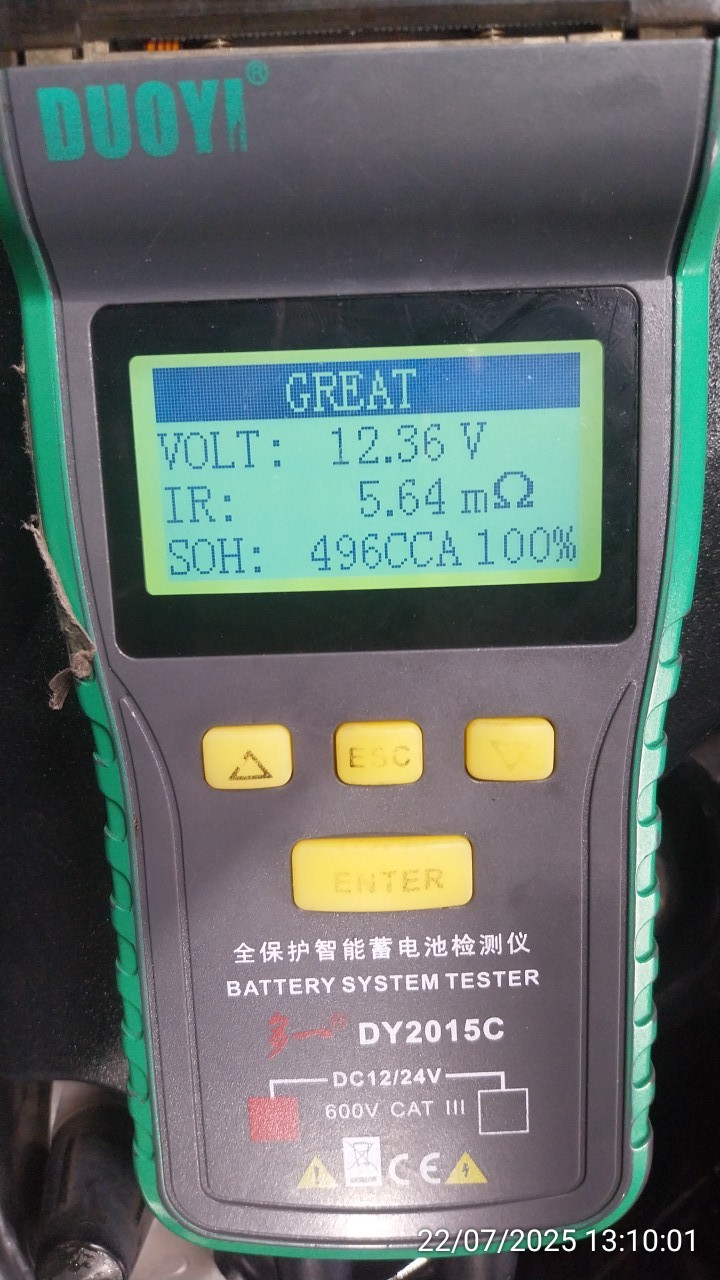 DUOYI®
GREAT
VOLT: 12.36 V
IR: 5.64 mΩ
SOH: 496CCA 100%
ESC
ENTER
全保护智能蓄电池检测仪
BATTERY SYSTEM TESTER
多一® DY2015C
DC12/24V
600V CAT III
CE
22/07/2025 13:10:01